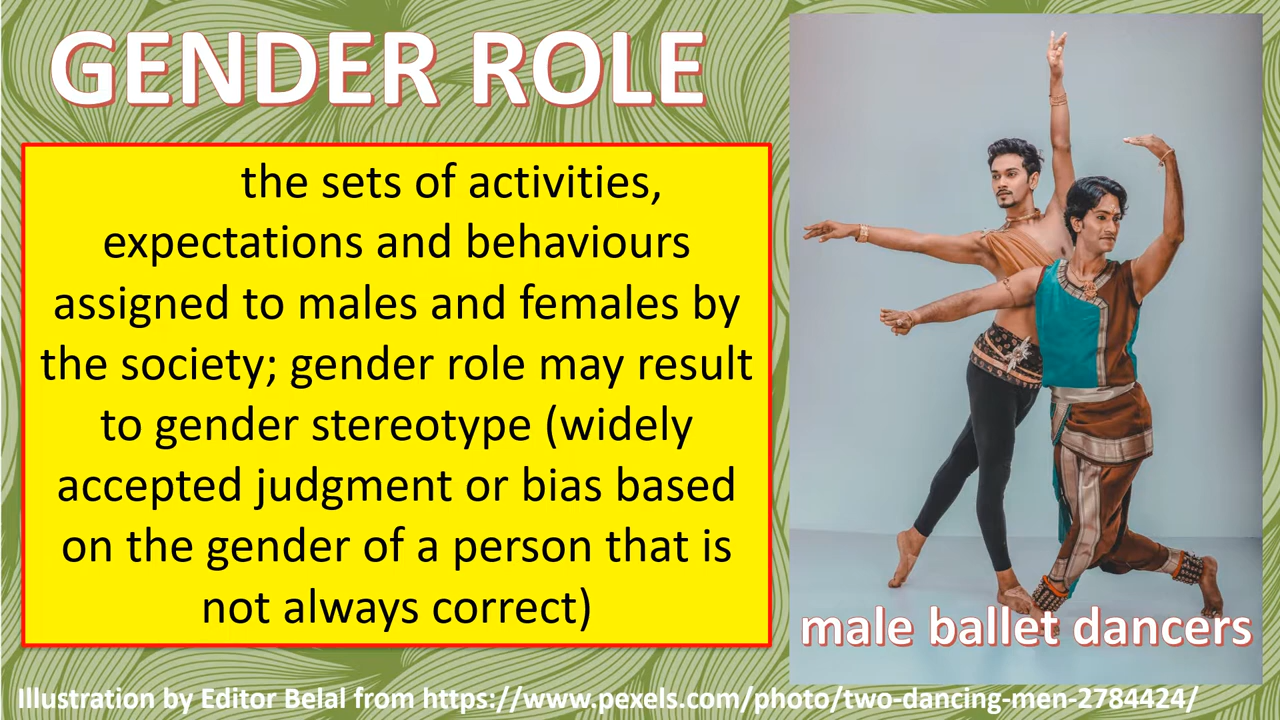 GENDER ROLE
the sets of activities,
expectations and behaviours
assigned to males and females by
the society; gender role may result
to gender stereotype (widely
accepted judgment or bias based
on the gender of a person that is
not always correct)
male ballet dancers
Illustration by Editor Belal from https://www.pexels.com/photo/two-dancing-men-2784424/